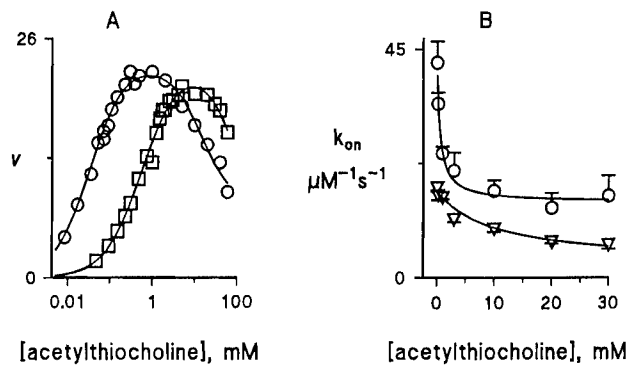 A
26
v
0
0.01
1
100
[acetylthiocholine], mM
B
45
k_on
μM⁻¹s⁻¹
0
0
10
20
30
[acetylthiocholine], mM